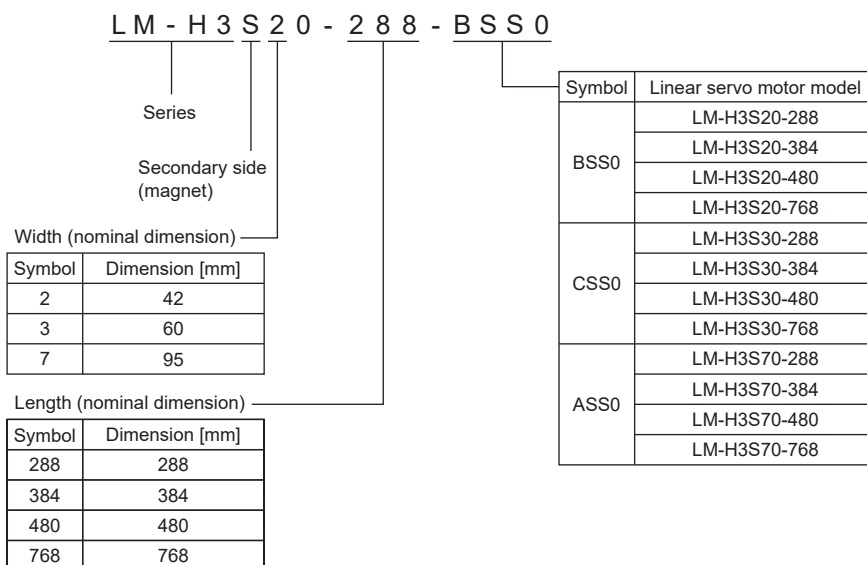 LM-H3S20-288-BSS0
Series
Secondary side
(magnet)
Width (nominal dimension)
Symbol Dimension [mm]
2 42
3 60
7 95
Length (nominal dimension)
Symbol Dimension [mm]
288 288
384 384
480 480
768 768
Symbol Linear servo motor model
BSS0
LM-H3S20-288
LM-H3S20-384
LM-H3S20-480
LM-H3S20-768
CSS0
LM-H3S30-288
LM-H3S30-384
LM-H3S30-480
LM-H3S30-768
ASS0
LM-H3S70-288
LM-H3S70-384
LM-H3S70-480
LM-H3S70-768